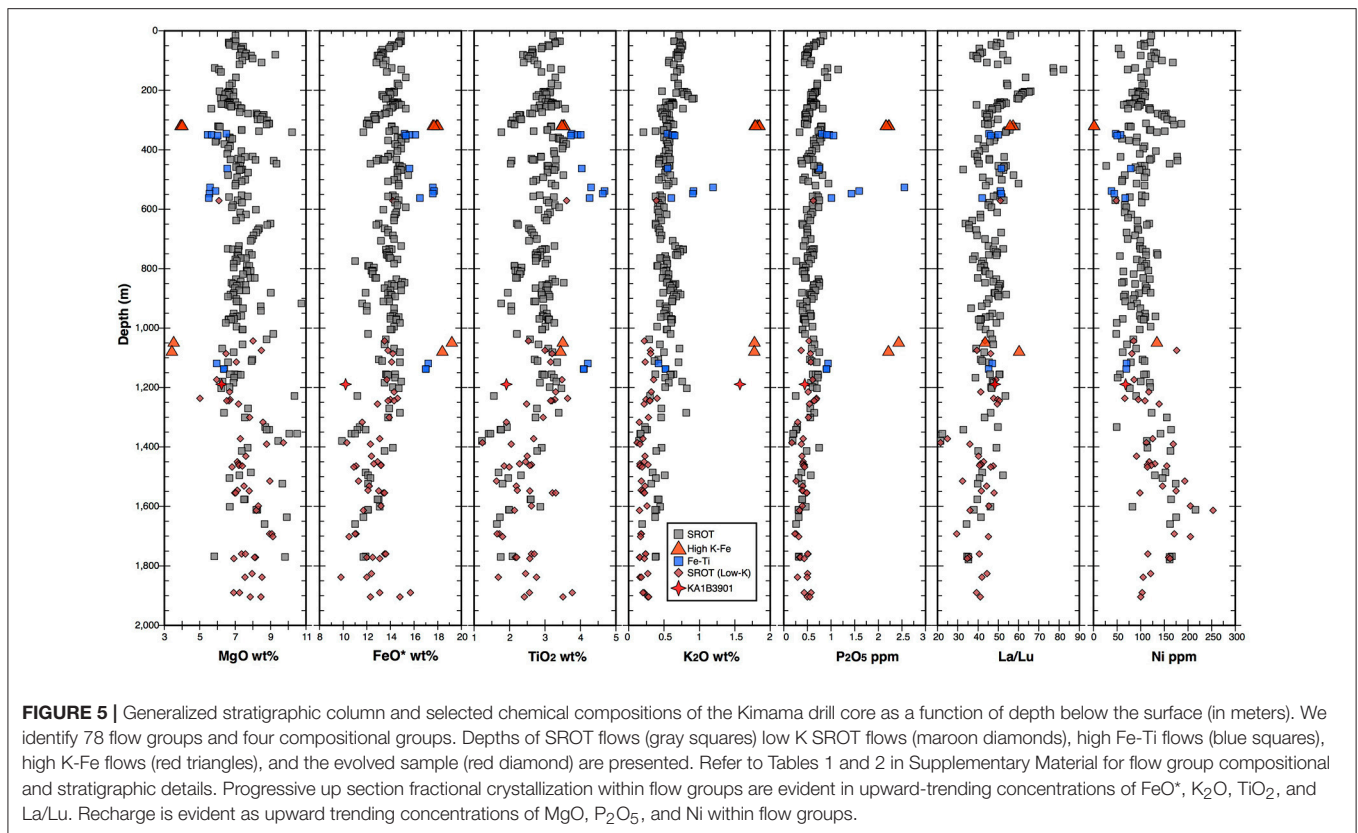 0
200
400
600
800
1,000
1,200
1,400
1,600
1,800
2,000
Depth (m)
3 5 7 9 11
8 10 12 14 16 18 20
1 2 3 4 5
0 0.5 1 1.5 2
0 0.5 1 1.5 2 2.5 3
20 40 60 80 90
0 50 100 150 200 250 300
MgO wt%
FeO* wt%
TiO₂ wt%
K₂O wt%
P₂O₅ ppm
La/Lu
Ni ppm
SROT
High K-Fe
Fe-Ti
SROT (Low-K)
KA1B3901
FIGURE 5 | Generalized stratigraphic column and selected chemical compositions of the Kimama drill core as a function of depth below the surface (in meters). We
identify 78 flow groups and four compositional groups. Depths of SROT flows (gray squares) low K SROT flows (maroon diamonds), high Fe-Ti flows (blue squares),
high K-Fe flows (red triangles), and the evolved sample (red diamond) are presented. Refer to Tables 1 and 2 in Supplementary Material for flow group compositional
and stratigraphic details. Progressive up section fractional crystallization within flow groups are evident in upward-trending concentrations of FeO*, K₂O, TiO₂, and
La/Lu. Recharge is evident as upward trending concentrations of MgO, P₂O₅, and Ni within flow groups.